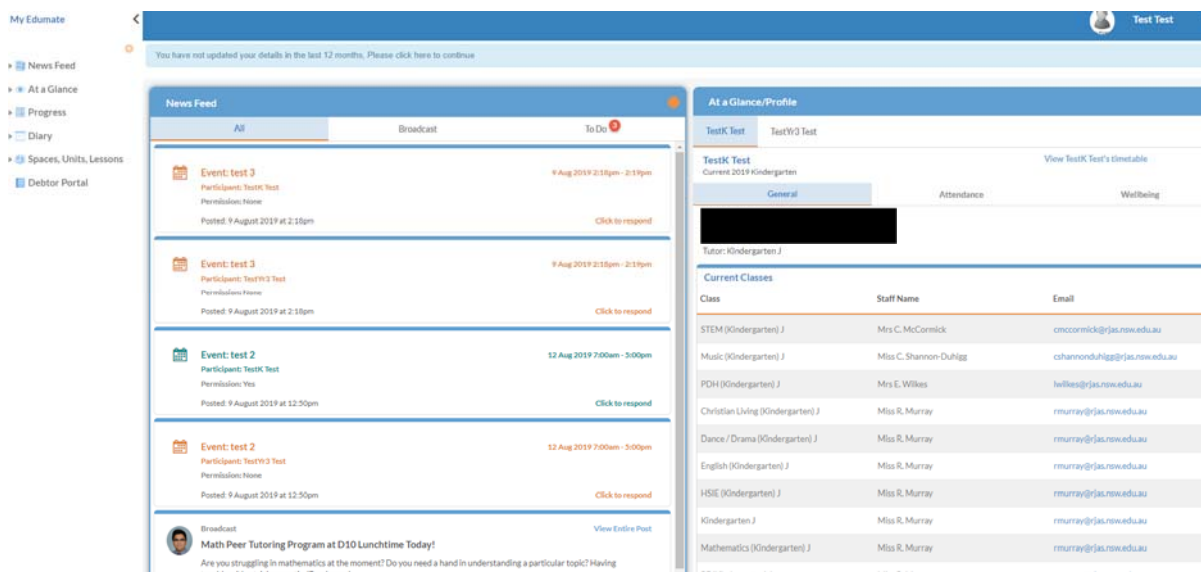 My Edumate
Test Test
You have not updated your details in the last 12 months, Please click here to continue
News Feed
At a Glance
Progress
Diary
Spaces, Units, Lessons
Debtor Portal
News Feed
All
Broadcast
To Do 3
Event: test 3
9 Aug 2019 2:18pm - 2:19pm
Participant: TestK Test
Permission: None
Posted: 9 August 2019 at 2:18pm
Click to respond
Event: test 3
9 Aug 2019 2:18pm - 2:19pm
Participant: TestYr3 Test
Permission: None
Posted: 9 August 2019 at 2:18pm
Click to respond
Event: test 2
12 Aug 2019 7:00am - 5:00pm
Participant: TestK Test
Permission: Yes
Posted: 9 August 2019 at 12:50pm
Click to respond
Event: test 2
12 Aug 2019 7:00am - 5:00pm
Participant: TestYr3 Test
Permission: None
Posted: 9 August 2019 at 12:50pm
Click to respond
Broadcast
View Entire Post
Math Peer Tutoring Program at D10 Lunchtime Today!
Are you struggling in mathematics at the moment? Do you need a hand in understanding a particular topic? Having
At a Glance/Profile
TestK Test
TestYr3 Test
TestK Test
View TestK Test's timetable
Current 2019 Kindergarten
General
Attendance
Wellbeing
Tutor: Kindergarten J
Current Classes
Class Staff Name Email
STEM (Kindergarten) J Mrs C. McCormick cmccormick@rjas.nsw.edu.au
Music (Kindergarten) J Miss C. Shannon-Duhigg cshannonduhigg@rjas.nsw.edu.au
PDH (Kindergarten) J Mrs E. Wilkes lwilkes@rjas.nsw.edu.au
Christian Living (Kindergarten) J Miss R. Murray rmurray@rjas.nsw.edu.au
Dance / Drama (Kindergarten) J Miss R. Murray rmurray@rjas.nsw.edu.au
English (Kindergarten) J Miss R. Murray rmurray@rjas.nsw.edu.au
HSIE (Kindergarten) J Miss R. Murray rmurray@rjas.nsw.edu.au
Kindergarten J Miss R. Murray rmurray@rjas.nsw.edu.au
Mathematics (Kindergarten) J Miss R. Murray rmurray@rjas.nsw.edu.au